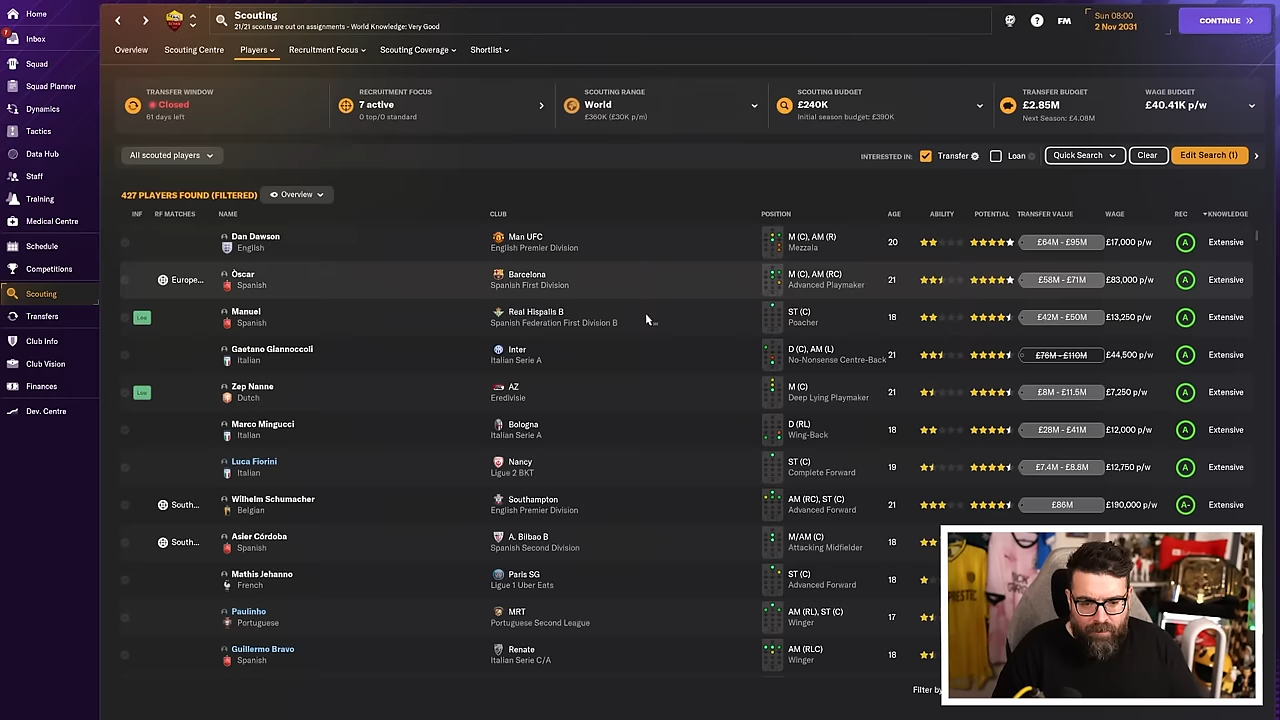 Home
Scouting
21/21 scouts are out on assignments - World Knowledge: Very Good
FM
Sun 08:00
2 Nov 2031
CONTINUE
7
Inbox
Squad
Squad Planner
Dynamics
Tactics
Data Hub
Staff
Training
Medical Centre
Schedule
Competitions
Scouting
Transfers
Club Info
Club Vision
Finances
Dev. Centre
Overview Scouting Centre Players Recruitment Focus Scouting Coverage Shortlist
TRANSFER WINDOW
Closed
61 days left
RECRUITMENT FOCUS
7 active
0 top/0 standard
SCOUTING RANGE
World
£360K (£30K p/m)
SCOUTING BUDGET
£240K
Initial season budget: £390K
TRANSFER BUDGET
£2.85M
Next Season: £4.08M
WAGE BUDGET
£40.41K p/w
All scouted players
INTERESTED IN: Transfer Loan Quick Search Clear Edit Search (1)
427 PLAYERS FOUND (FILTERED) Overview
INF RF MATCHES NAME CLUB POSITION AGE ABILITY POTENTIAL TRANSFER VALUE WAGE REC KNOWLEDGE
Dan Dawson Man UFC M (C), AM (R) 20 £64M - £95M £17,000 p/w A Extensive
English English Premier Division Mezzala
Europe... Òscar Barcelona M (C), AM (RC) 21 £58M - £71M £83,000 p/w A Extensive
Spanish Spanish First Division Advanced Playmaker
Manuel Real Hispalis B ST (C) 18 £42M - £50M £13,250 p/w A Extensive
Spanish Spanish Federation First Division B Poacher
Gaetano Giannoccoli Inter D (C), AM (L) 21 £76M - £110M £44,500 p/w A Extensive
Italian Italian Serie A No-Nonsense Centre-Back
Zep Nanne AZ M (C) 21 £8M - £11.5M £7,250 p/w A Extensive
Dutch Eredivisie Deep Lying Playmaker
Marco Mingucci Bologna D (RL) 18 £28M - £41M £12,000 p/w A Extensive
Italian Italian Serie A Wing-Back
Luca Fiorini Nancy ST (C) 19 £7.4M - £8.8M £12,750 p/w A Extensive
Italian Ligue 2 BKT Complete Forward
South... Wilhelm Schumacher Southampton AM (RC), ST (C) 21 £86M £190,000 p/w A- Extensive
Belgian English Premier Division Advanced Forward
South... Asier Córdoba A. Bilbao B M/AM (C) 18
Spanish Spanish Second Division Attacking Midfielder
Mathis Jehanno Paris SG ST (C) 18
French Ligue 1 Uber Eats Advanced Forward
Paulinho MRT AM (RL), ST (C) 17
Portuguese Portuguese Second League Winger
Guillermo Bravo Renate AM (RLC) 18
Spanish Italian Serie C/A Winger
Filter by